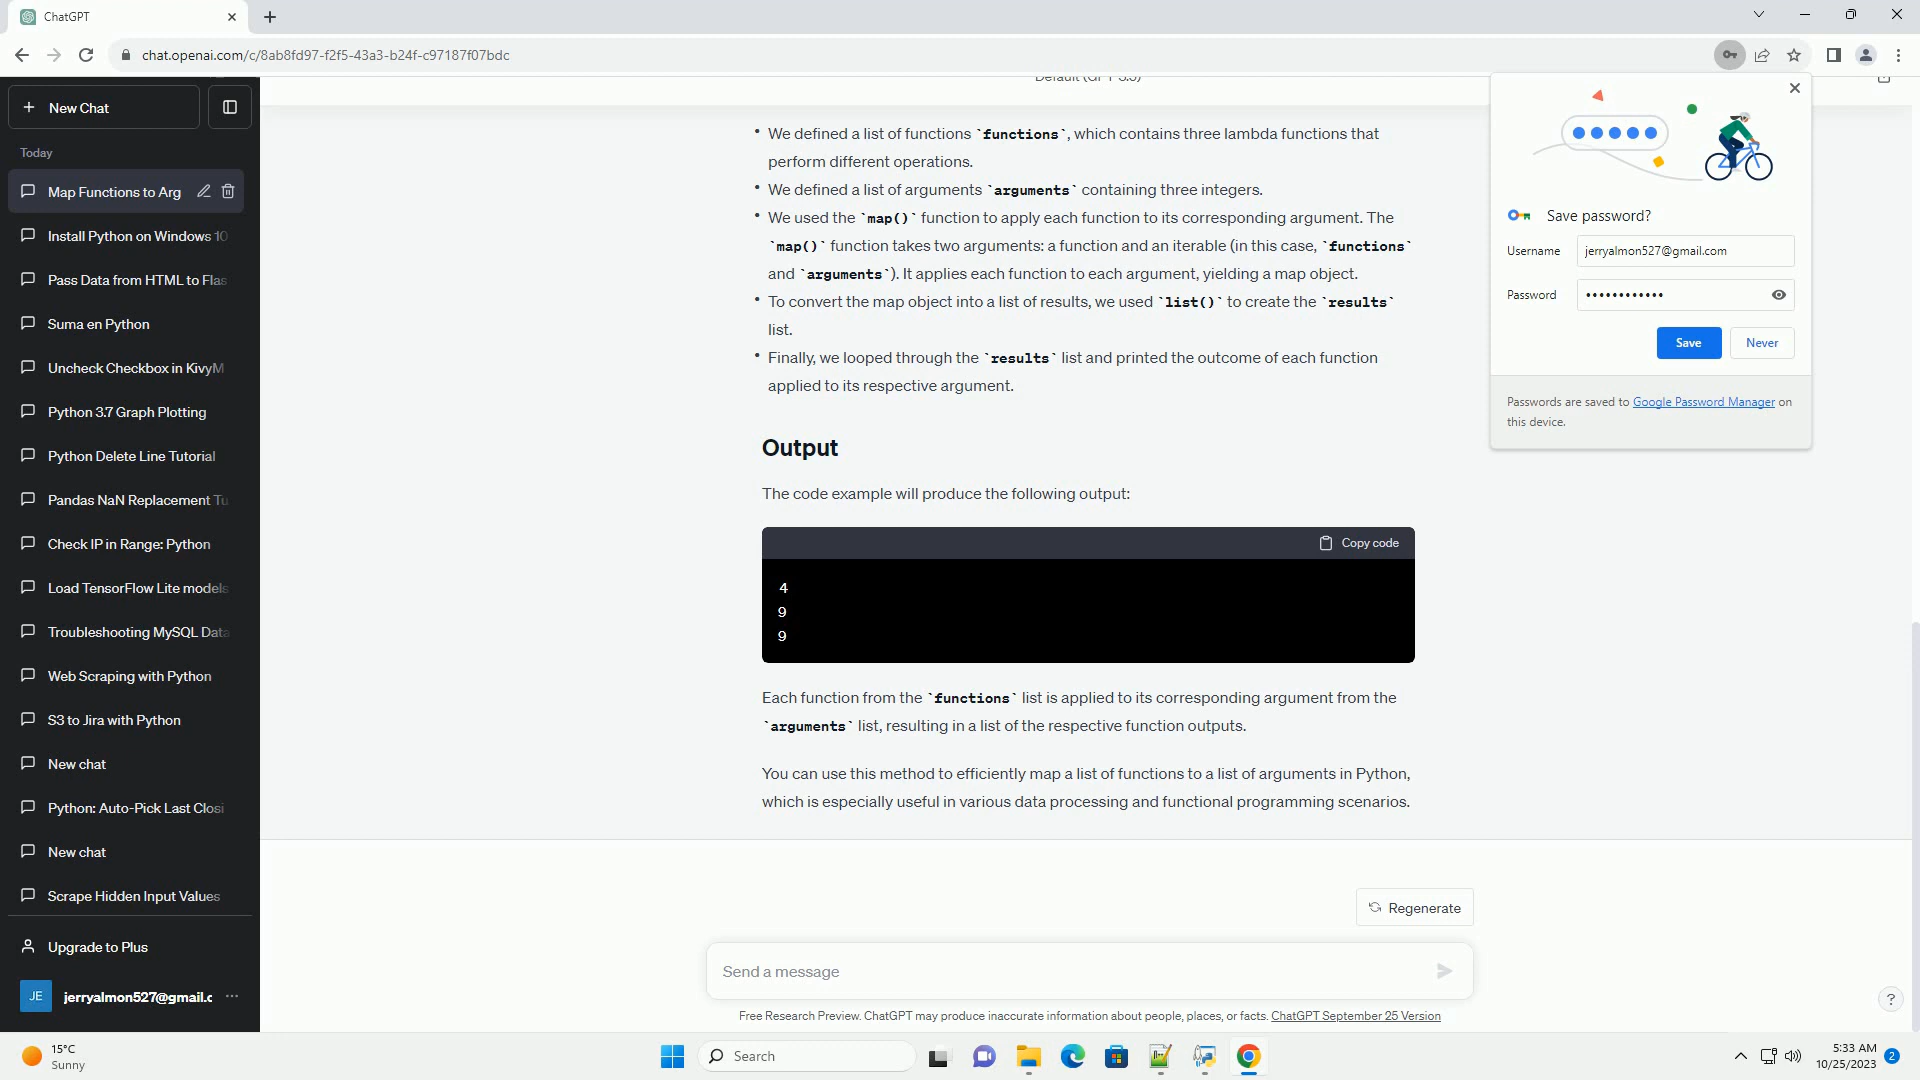 ChatGPT
chat.openai.com/c/8ab8fd97-f2f5-43a3-b24f-c97187f07bdc
New Chat
Today
Map Functions to Arg
Install Python on Windows 10
Pass Data from HTML to Flas
Suma en Python
Uncheck Checkbox in KivyM
Python 3.7 Graph Plotting
Python Delete Line Tutorial
Pandas NaN Replacement Tu
Check IP in Range: Python
Load TensorFlow Lite models
Troubleshooting MySQL Data
Web Scraping with Python
S3 to Jira with Python
New chat
Python: Auto-Pick Last Closi
New chat
Scrape Hidden Input Values
Upgrade to Plus
JE jerryalmon527@gmail.c
Default (GPT-3.5)
• We defined a list of functions `functions`, which contains three lambda functions that
perform different operations.
• We defined a list of arguments `arguments` containing three integers.
• We used the `map()` function to apply each function to its corresponding argument. The
`map()` function takes two arguments: a function and an iterable (in this case, `functions`
and `arguments`). It applies each function to each argument, yielding a map object.
• To convert the map object into a list of results, we used `list()` to create the `results`
list.
• Finally, we looped through the `results` list and printed the outcome of each function
applied to its respective argument.
Output
The code example will produce the following output:
Copy code
4
9
9
Each function from the `functions` list is applied to its corresponding argument from the
`arguments` list, resulting in a list of the respective function outputs.
You can use this method to efficiently map a list of functions to a list of arguments in Python,
which is especially useful in various data processing and functional programming scenarios.
Regenerate
Send a message
Free Research Preview. ChatGPT may produce inaccurate information about people, places, or facts. ChatGPT September 25 Version
?
Save password?
Username jerryalmon527@gmail.com
Password ••••••••••••
Save Never
Passwords are saved to Google Password Manager on
this device.
15°C
Sunny
Search
5:33 AM
10/25/2023
2